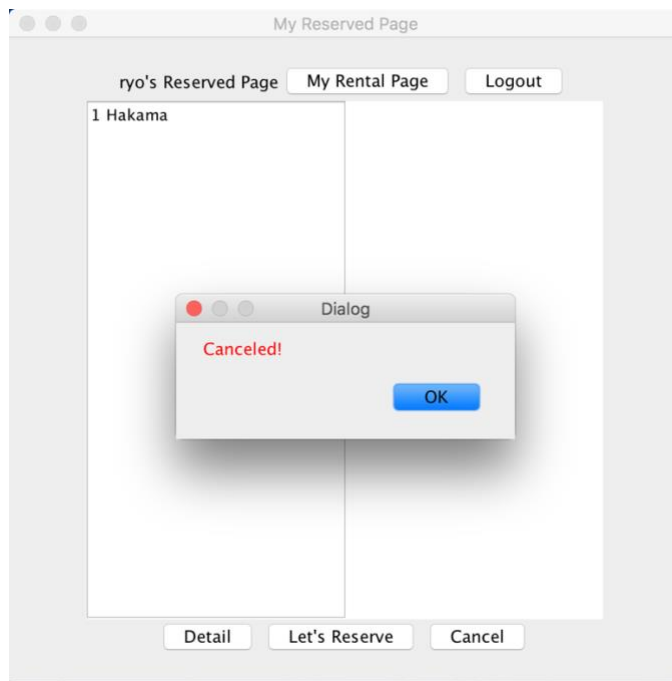 My Reserved Page
ryo's Reserved Page My Rental Page Logout
1 Hakama
Dialog
Canceled!
OK
Detail Let's Reserve Cancel